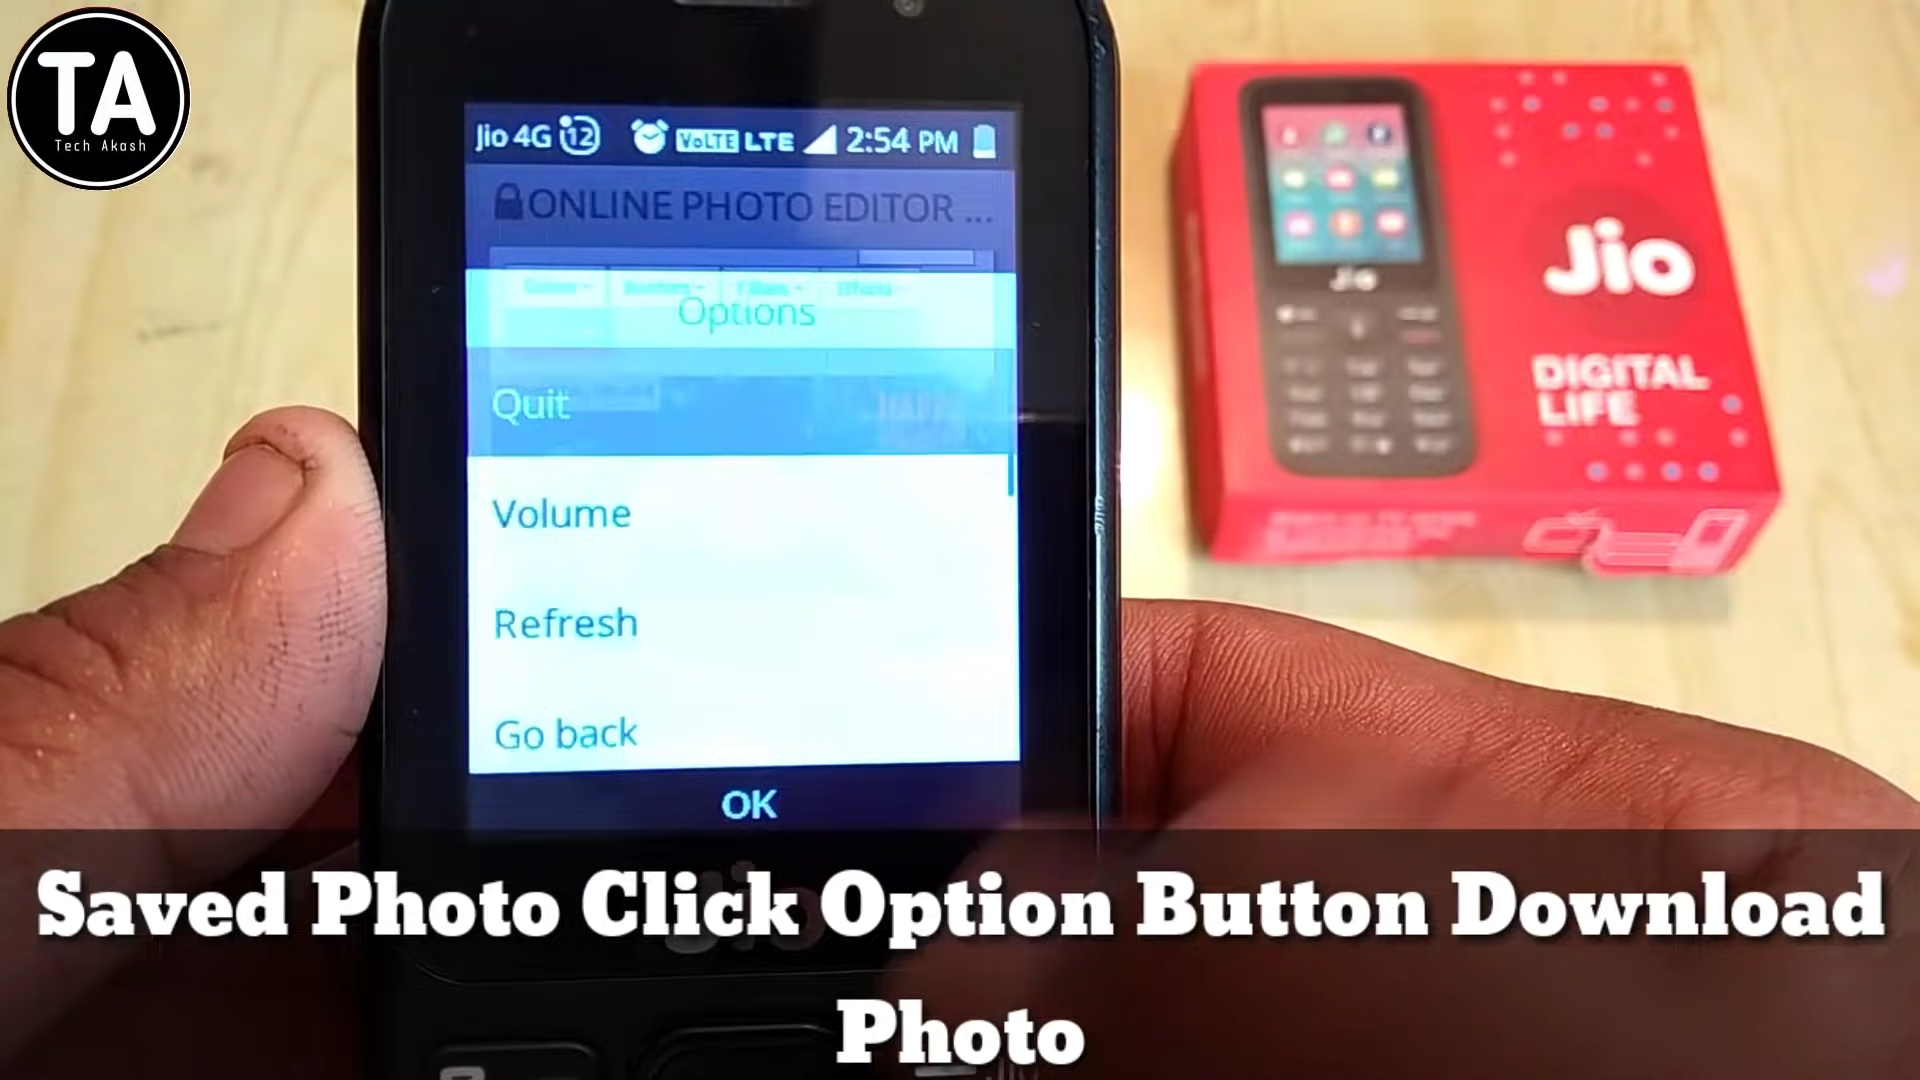 TA
Tech Akash
Jio 4G 12 VoLTE LTE 2:54 PM
ONLINE PHOTO EDITOR ...
Options
Quit
Volume
Refresh
Go back
OK
Jio
Jio
DIGITAL
LIFE
Saved Photo Click Option Button Download
Photo